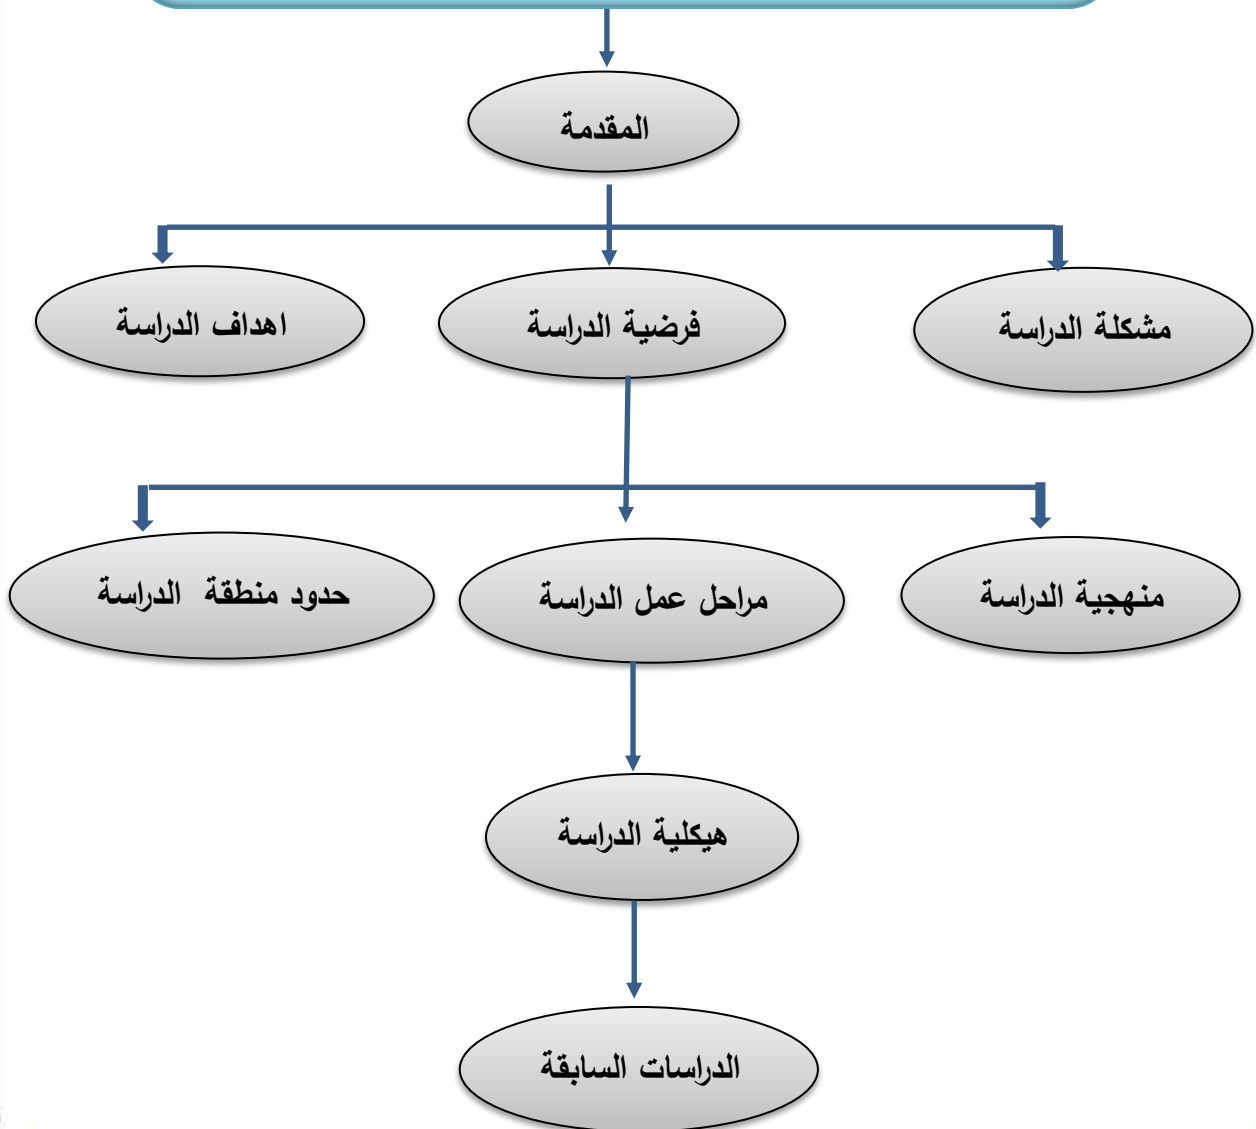 المقدمة
مشكلة الدراسة
فرضية الدراسة
اهداف الدراسة
منهجية الدراسة
مراحل عمل الدراسة
حدود منطقة الدراسة
هيكلية الدراسة
الدراسات السابقة